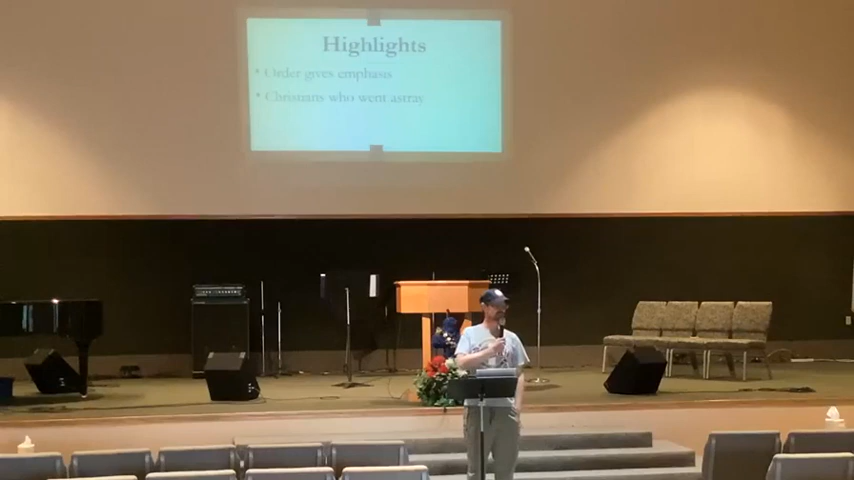 Highlights
• Order gives emphasis
• Christians who went astray